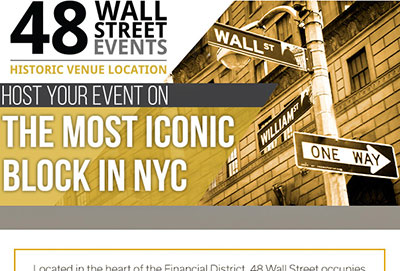 48 WALL
STREET
EVENTS
HISTORIC VENUE LOCATION
HOST YOUR EVENT ON
THE MOST ICONIC
BLOCK IN NYC
WALL ST
WILLIAM ST
ONE WAY
Located in the heart of the Financial District, 48 Wall Street occupies